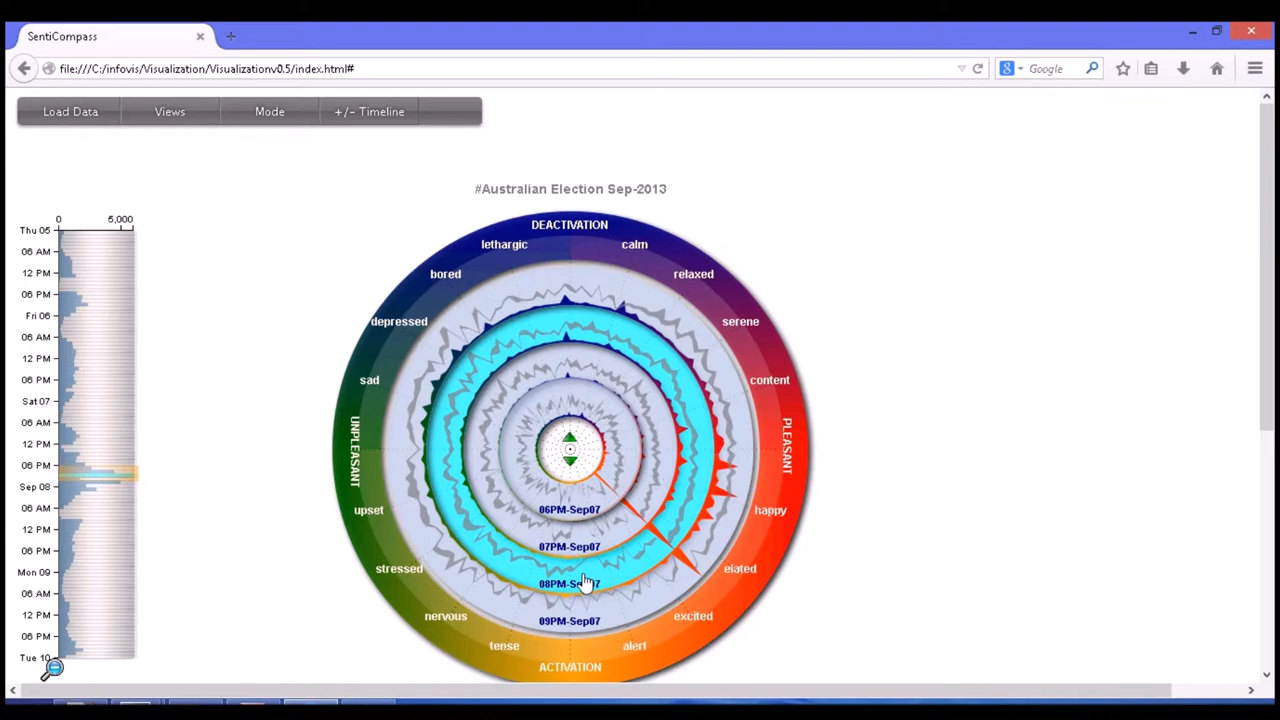 SentiCompass
file:///C:/infovis/Visualization/Visualizationv0.5/index.html#
Google
Load Data
Views
Mode
+/- Timeline
#Australian Election Sep-2013
0
5,000
Thu 05
06 AM
12 PM
06 PM
Fri 06
06 AM
12 PM
06 PM
Sat 07
06 AM
12 PM
06 PM
Sep 08
06 AM
12 PM
06 PM
Mon 09
06 AM
12 PM
06 PM
Tue 10
DEACTIVATION
lethargic
calm
bored
relaxed
depressed
serene
sad
content
UNPLEASANT
PLEASANT
upset
happy
stressed
elated
nervous
excited
tense
alert
ACTIVATION
06PM-Sep07
07PM-Sep07
08PM-Sep07
09PM-Sep07